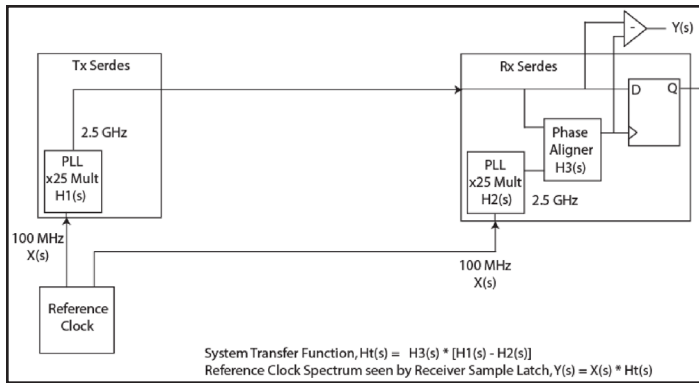 Y(s)
Tx Serdes
Rx Serdes
D Q
2.5 GHz
Phase
Aligner
H3(s)
PLL
x25 Mult
H1(s)
PLL
x25 Mult
H2(s)
2.5 GHz
100 MHz
X(s)
100 MHz
X(s)
Reference
Clock
System Transfer Function, Ht(s) = H3(s) * [H1(s) - H2(s)]
Reference Clock Spectrum seen by Receiver Sample Latch, Y(s) = X(s) * Ht(s)